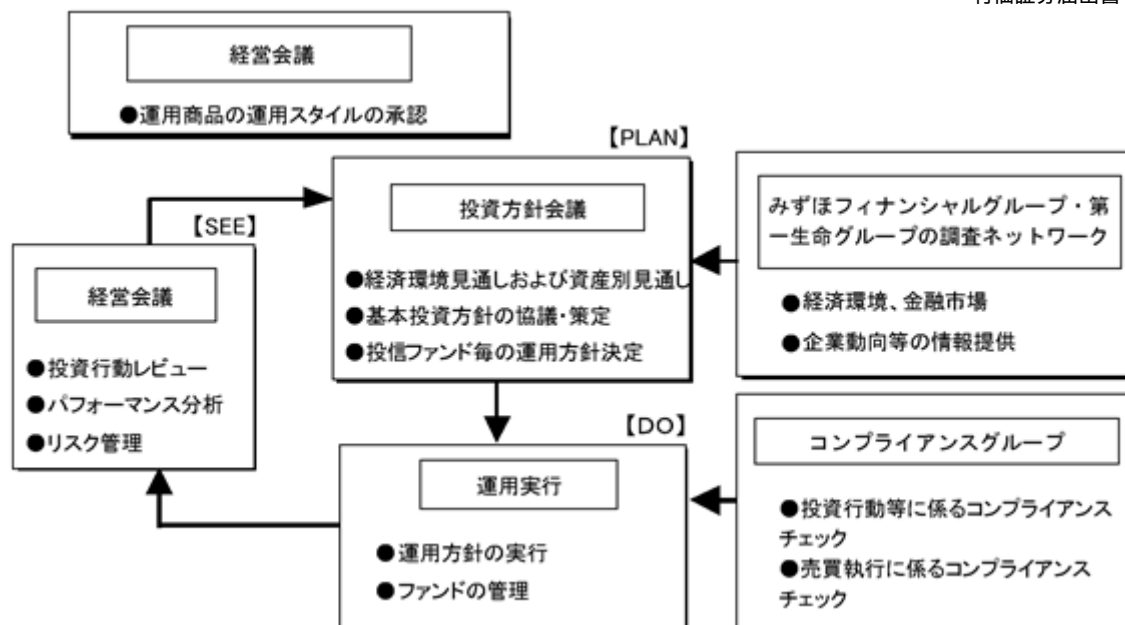 経営会議
●運用商品の運用スタイルの承認
【PLAN】
投資方針会議
●経済環境見通しおよび資産別見通し
●基本投資方針の協議・策定
●投信ファンド毎の運用方針決定
みずほフィナンシャルグループ・第
一生命グループの調査ネットワーク
●経済環境、金融市場
●企業動向等の情報提供
【SEE】
経営会議
●投資行動レビュー
●パフォーマンス分析
●リスク管理
【DO】
運用実行
●運用方針の実行
●ファンドの管理
コンプライアンスグループ
●投資行動等に係るコンプライアンス
チェック
●売買執行に係るコンプライアンス
チェック